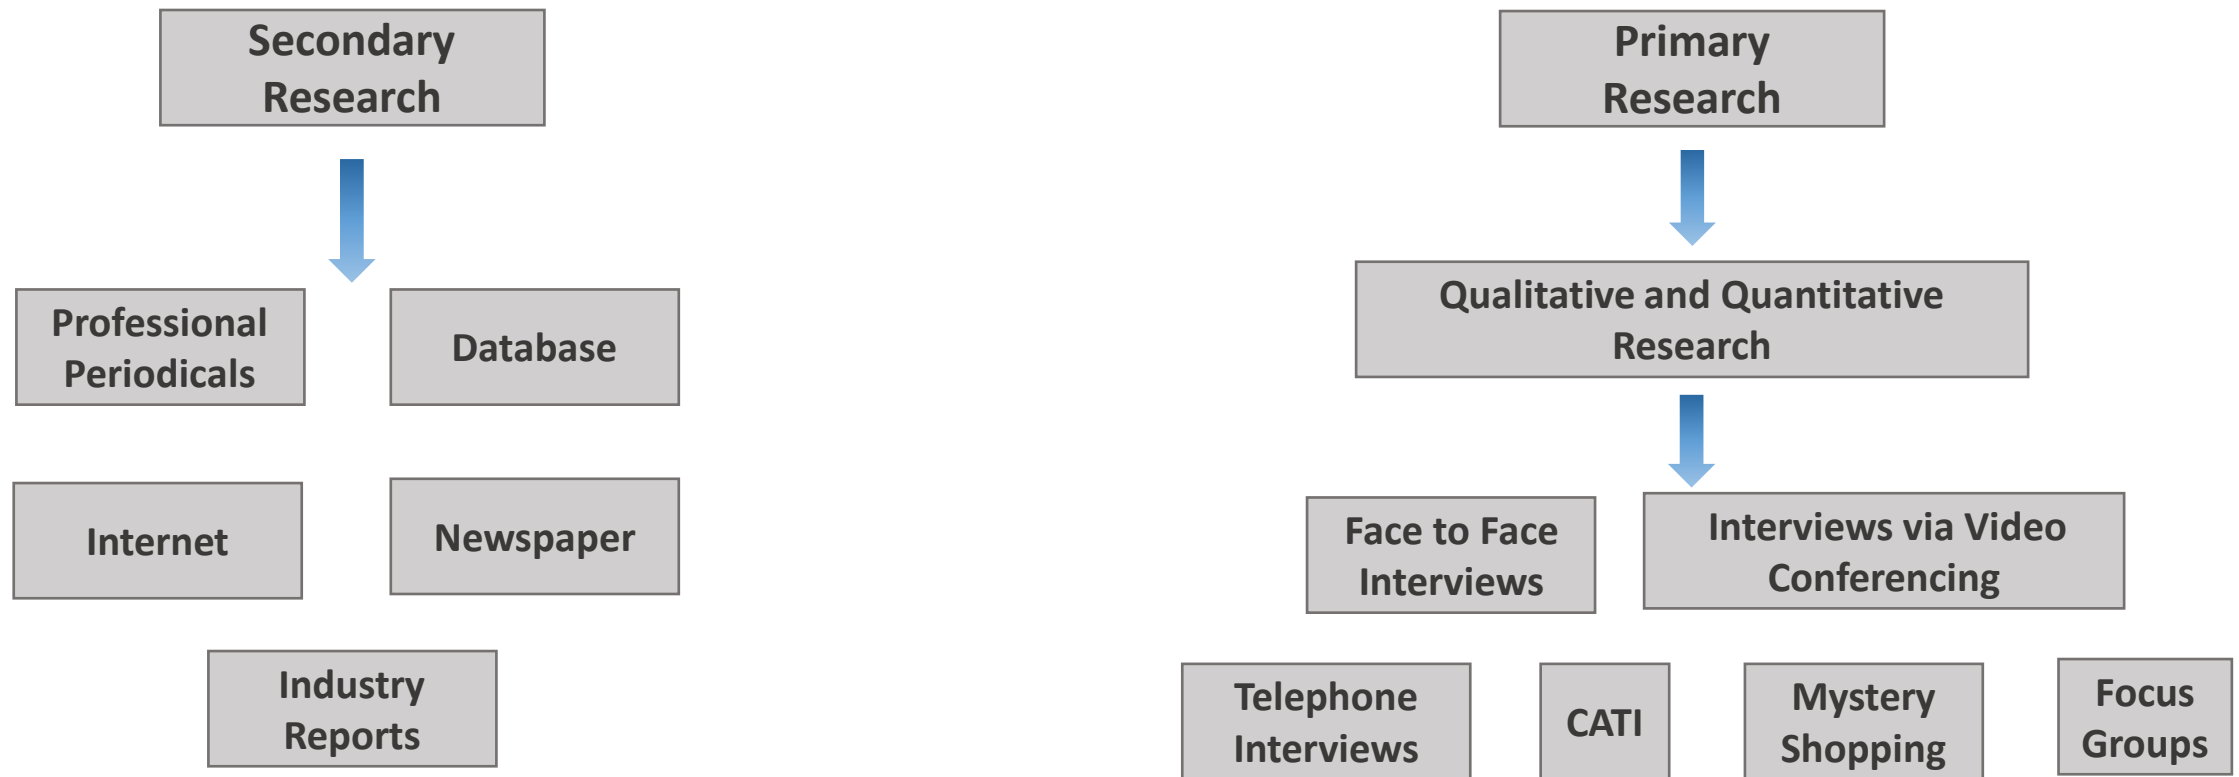 Secondary
Research
Professional
Periodicals
Database
Internet
Newspaper
Industry
Reports
Primary
Research
Qualitative and Quantitative
Research
Face to Face
Interviews
Interviews via Video
Conferencing
Telephone
Interviews
CATI
Mystery
Shopping
Focus
Groups